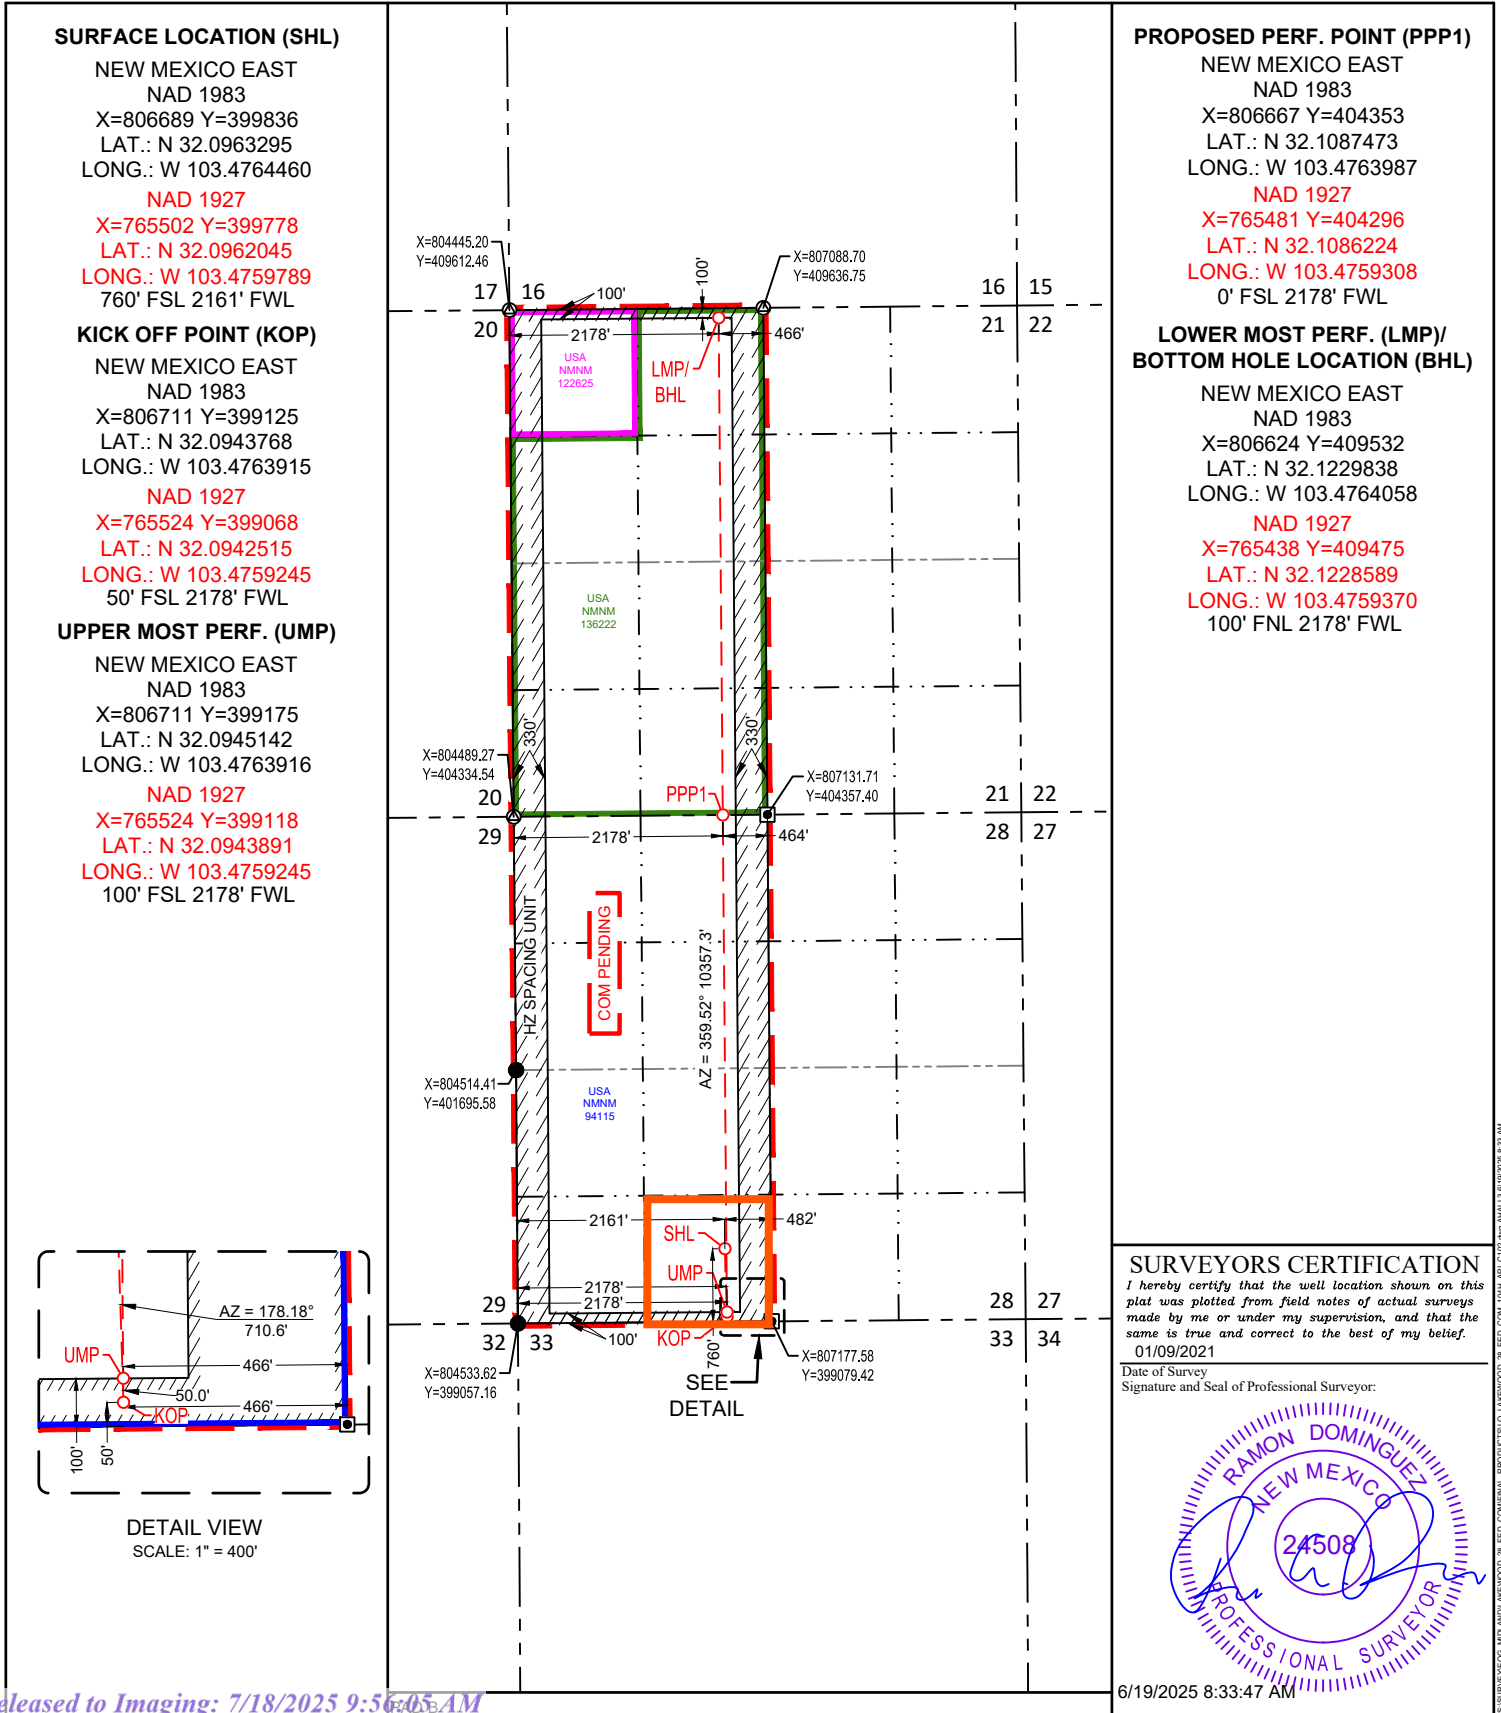 SURFACE LOCATION (SHL)
NEW MEXICO EAST
NAD 1983
X=806689 Y=399836
LAT.: N 32.0963295
LONG.: W 103.4764460
NAD 1927
X=765502 Y=399778
LAT.: N 32.0962045
LONG.: W 103.4759789
760' FSL 2161' FWL
KICK OFF POINT (KOP)
NEW MEXICO EAST
NAD 1983
X=806711 Y=399125
LAT.: N 32.0943768
LONG.: W 103.4763915
NAD 1927
X=765524 Y=399068
LAT.: N 32.0942515
LONG.: W 103.4759245
50' FSL 2178' FWL
UPPER MOST PERF. (UMP)
NEW MEXICO EAST
NAD 1983
X=806711 Y=399175
LAT.: N 32.0945142
LONG.: W 103.4763916
NAD 1927
X=765524 Y=399118
LAT.: N 32.0943891
LONG.: W 103.4759245
100' FSL 2178' FWL
AZ = 178.18°
710.6'
UMP
466'
50.0'
466'
KOP
100'
50'
DETAIL VIEW
SCALE: 1" = 400'
X=804445.20
Y=409612.46
X=807088.70
Y=409636.75
17 16
100'
100'
16 15
20
2178'
466'
21 22
USA
NMNM
122625
LMP/
BHL
USA
NMNM
136222
330'
330'
X=804489.27
Y=404334.54
X=807131.71
Y=404357.40
20
PPP1
21 22
29
2178'
464'
28 27
HZ SPACING UNIT
COM PENDING
AZ = 359.52° 10357.3'
X=804514.41
Y=401695.58
USA
NMNM
94115
2161'
482'
SHL
UMP
2178'
2178'
29
28 27
32 33
100'
KOP
760'
33 34
X=804533.62
Y=399057.16
X=807177.58
Y=399079.42
SEE
DETAIL
PROPOSED PERF. POINT (PPP1)
NEW MEXICO EAST
NAD 1983
X=806667 Y=404353
LAT.: N 32.1087473
LONG.: W 103.4763987
NAD 1927
X=765481 Y=404296
LAT.: N 32.1086224
LONG.: W 103.4759308
0' FSL 2178' FWL
LOWER MOST PERF. (LMP)/
BOTTOM HOLE LOCATION (BHL)
NEW MEXICO EAST
NAD 1983
X=806624 Y=409532
LAT.: N 32.1229838
LONG.: W 103.4764058
NAD 1927
X=765438 Y=409475
LAT.: N 32.1228589
LONG.: W 103.4759370
100' FNL 2178' FWL
SURVEYORS CERTIFICATION
I hereby certify that the well location shown on this
plat was plotted from field notes of actual surveys
made by me or under my supervision, and that the
same is true and correct to the best of my belief.
01/09/2021
Date of Survey
Signature and Seal of Professional Surveyor:
RAMON DOMINGUEZ
NEW MEXICO
24508
PROFESSIONAL SURVEYOR
6/19/2025 8:33:47 AM
eleased to Imaging: 7/18/2025 9:56:05 AM